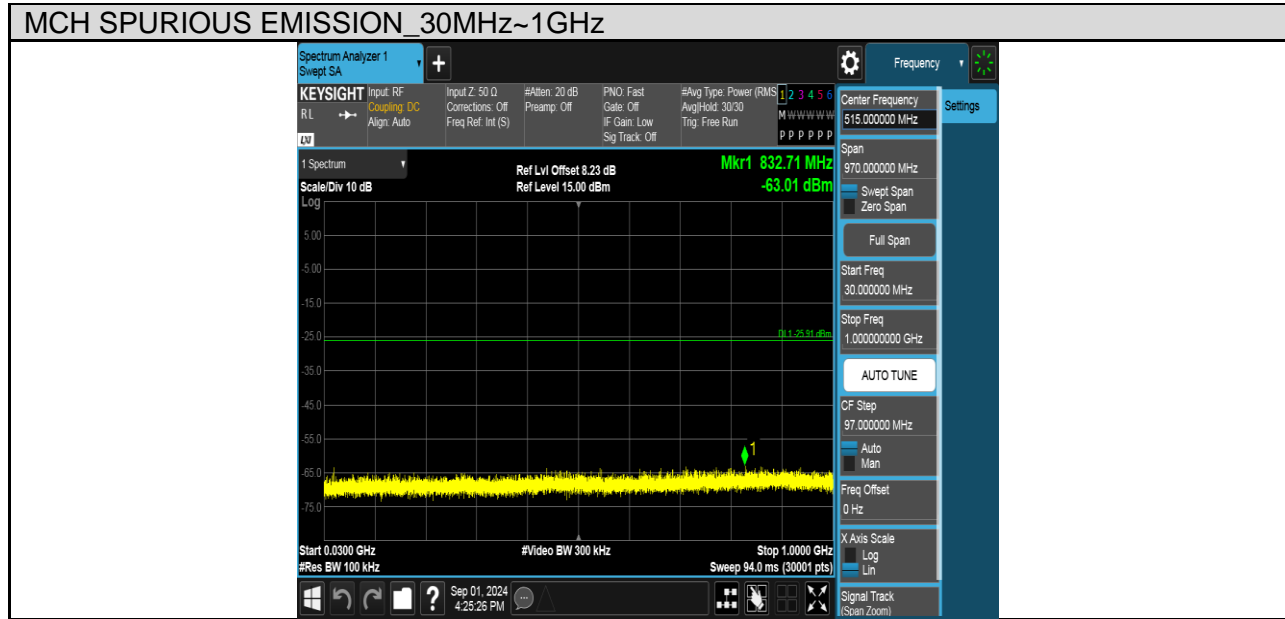 MCH SPURIOUS EMISSION_30MHz~1GHz
Spectrum Analyzer 1
Swept SA
+
Frequency
KEYSIGHT
RL
LXI
Input: RF
Coupling: DC
Align: Auto
Input Z: 50 Ω
Corrections: Off
Freq Ref: Int (S)
#Atten: 20 dB
Preamp: Off
PNO: Fast
Gate: Off
IF Gain: Low
Sig Track: Off
#Avg Type: Power (RMS
Avg|Hold: 30/30
Trig: Free Run
1 2 3 4 5 6
M W W W W W
P P P P P P
Center Frequency
515.000000 MHz
Settings
Span
970.000000 MHz
Swept Span
Zero Span
Full Span
Start Freq
30.000000 MHz
Stop Freq
1.000000000 GHz
AUTO TUNE
CF Step
97.000000 MHz
Auto
Man
Freq Offset
0 Hz
X Axis Scale
Log
Lin
Signal Track
(Span Zoom)
1 Spectrum
Scale/Div 10 dB
Log
Ref Lvl Offset 8.23 dB
Ref Level 15.00 dBm
Mkr1 832.71 MHz
-63.01 dBm
5.00
-5.00
-15.0
-25.0
DL1 -25.91 dBm
-35.0
-45.0
-55.0
1
-65.0
-75.0
Start 0.0300 GHz
#Res BW 100 kHz
#Video BW 300 kHz
Stop 1.0000 GHz
Sweep 94.0 ms (30001 pts)
?
Sep 01, 2024
4:25:26 PM